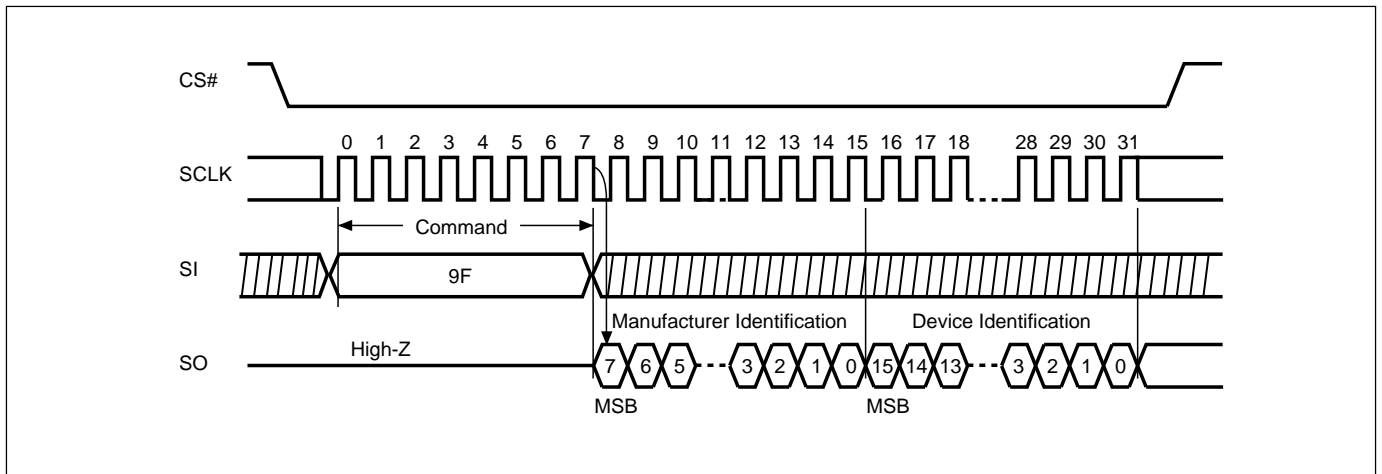 CS#
0 1 2 3 4 5 6 7 8 9 10 11 12 13 14 15 16 17 18 28 29 30 31
SCLK
Command
SI
9F
Manufacturer Identification Device Identification
High-Z
SO
7 6 5 3 2 1 0 15 14 13 3 2 1 0
MSB MSB